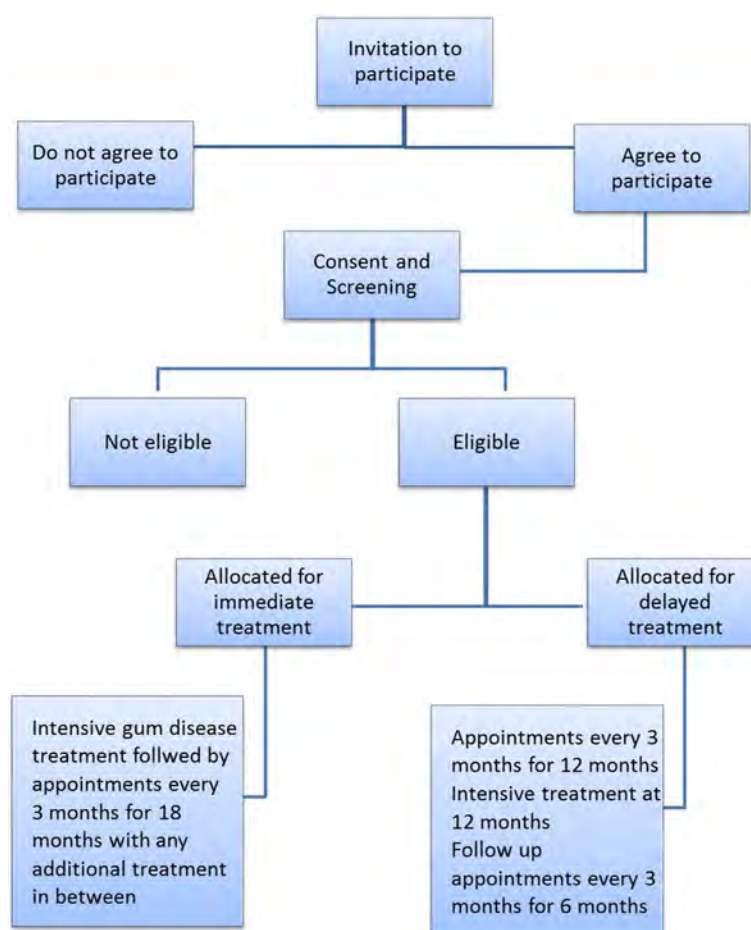 Invitation to
participate
Do not agree to
participate
Agree to
participate
Consent and
Screening
Not eligible
Eligible
Allocated for
immediate
treatment
Allocated for
delayed
treatment
Intensive gum disease
treatment follwed by
appointments every
3 months for 18
months with any
additional treatment
in between
Appointments every 3
months for 12 months
Intensive treatment at
12 months
Follow up
appointments every 3
months for 6 months